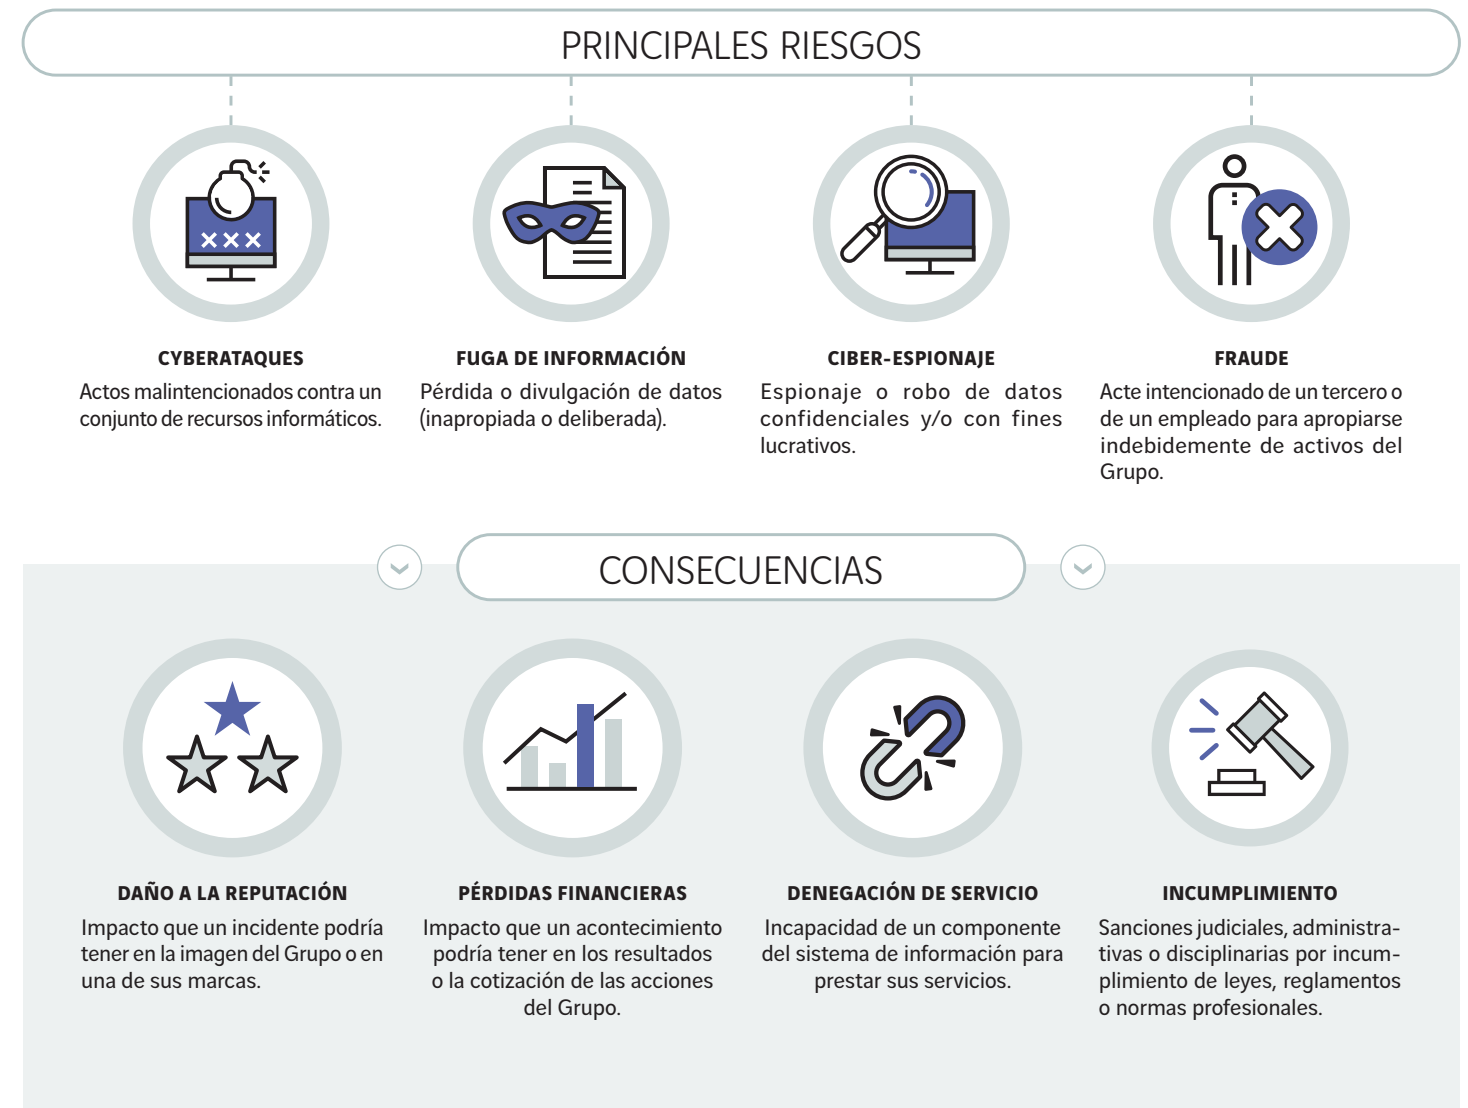 PRINCIPALES RIESGOS
CYBERATAQUES
Actos malintencionados contra un
conjunto de recursos informáticos.
FUGA DE INFORMACIÓN
Pérdida o divulgación de datos
(inapropiada o deliberada).
CIBER-ESPIONAJE
Espionaje o robo de datos
confidenciales y/o con fines
lucrativos.
FRAUDE
Acte intencionado de un tercero o
de un empleado para apropiarse
indebidemente de activos del
Grupo.
CONSECUENCIAS
DAÑO A LA REPUTACIÓN
Impacto que un incidente podría
tener en la imagen del Grupo o en
una de sus marcas.
PÉRDIDAS FINANCIERAS
Impacto que un acontecimiento
podría tener en los resultados
o la cotización de las acciones
del Grupo.
DENEGACIÓN DE SERVICIO
Incapacidad de un componente
del sistema de información para
prestar sus servicios.
INCUMPLIMIENTO
Sanciones judiciales, administra-
tivas o disciplinarias por incum-
plimiento de leyes, reglamentos
o normas profesionales.